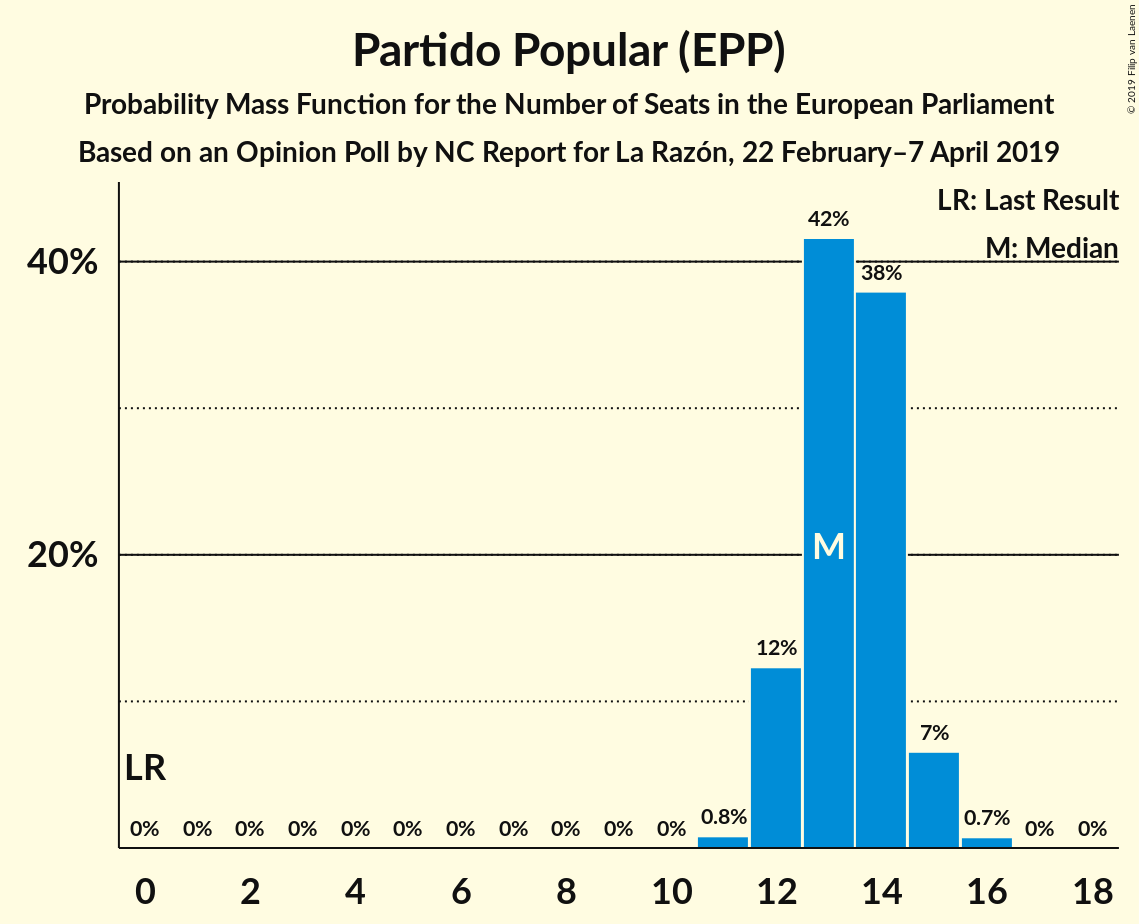 Partido Popular (EPP)
Probability Mass Function for the Number of Seats in the European Parliament
Based on an Opinion Poll by NC Report for La Razón, 22 February–7 April 2019
© 2019 Filip van Laenen
LR: Last Result
M: Median
40%
20%
42%
38%
M
12%
7%
LR
0% 0% 0% 0% 0% 0% 0% 0% 0% 0% 0% 0.8% 0.7% 0% 0%
0 2 4 6 8 10 12 14 16 18